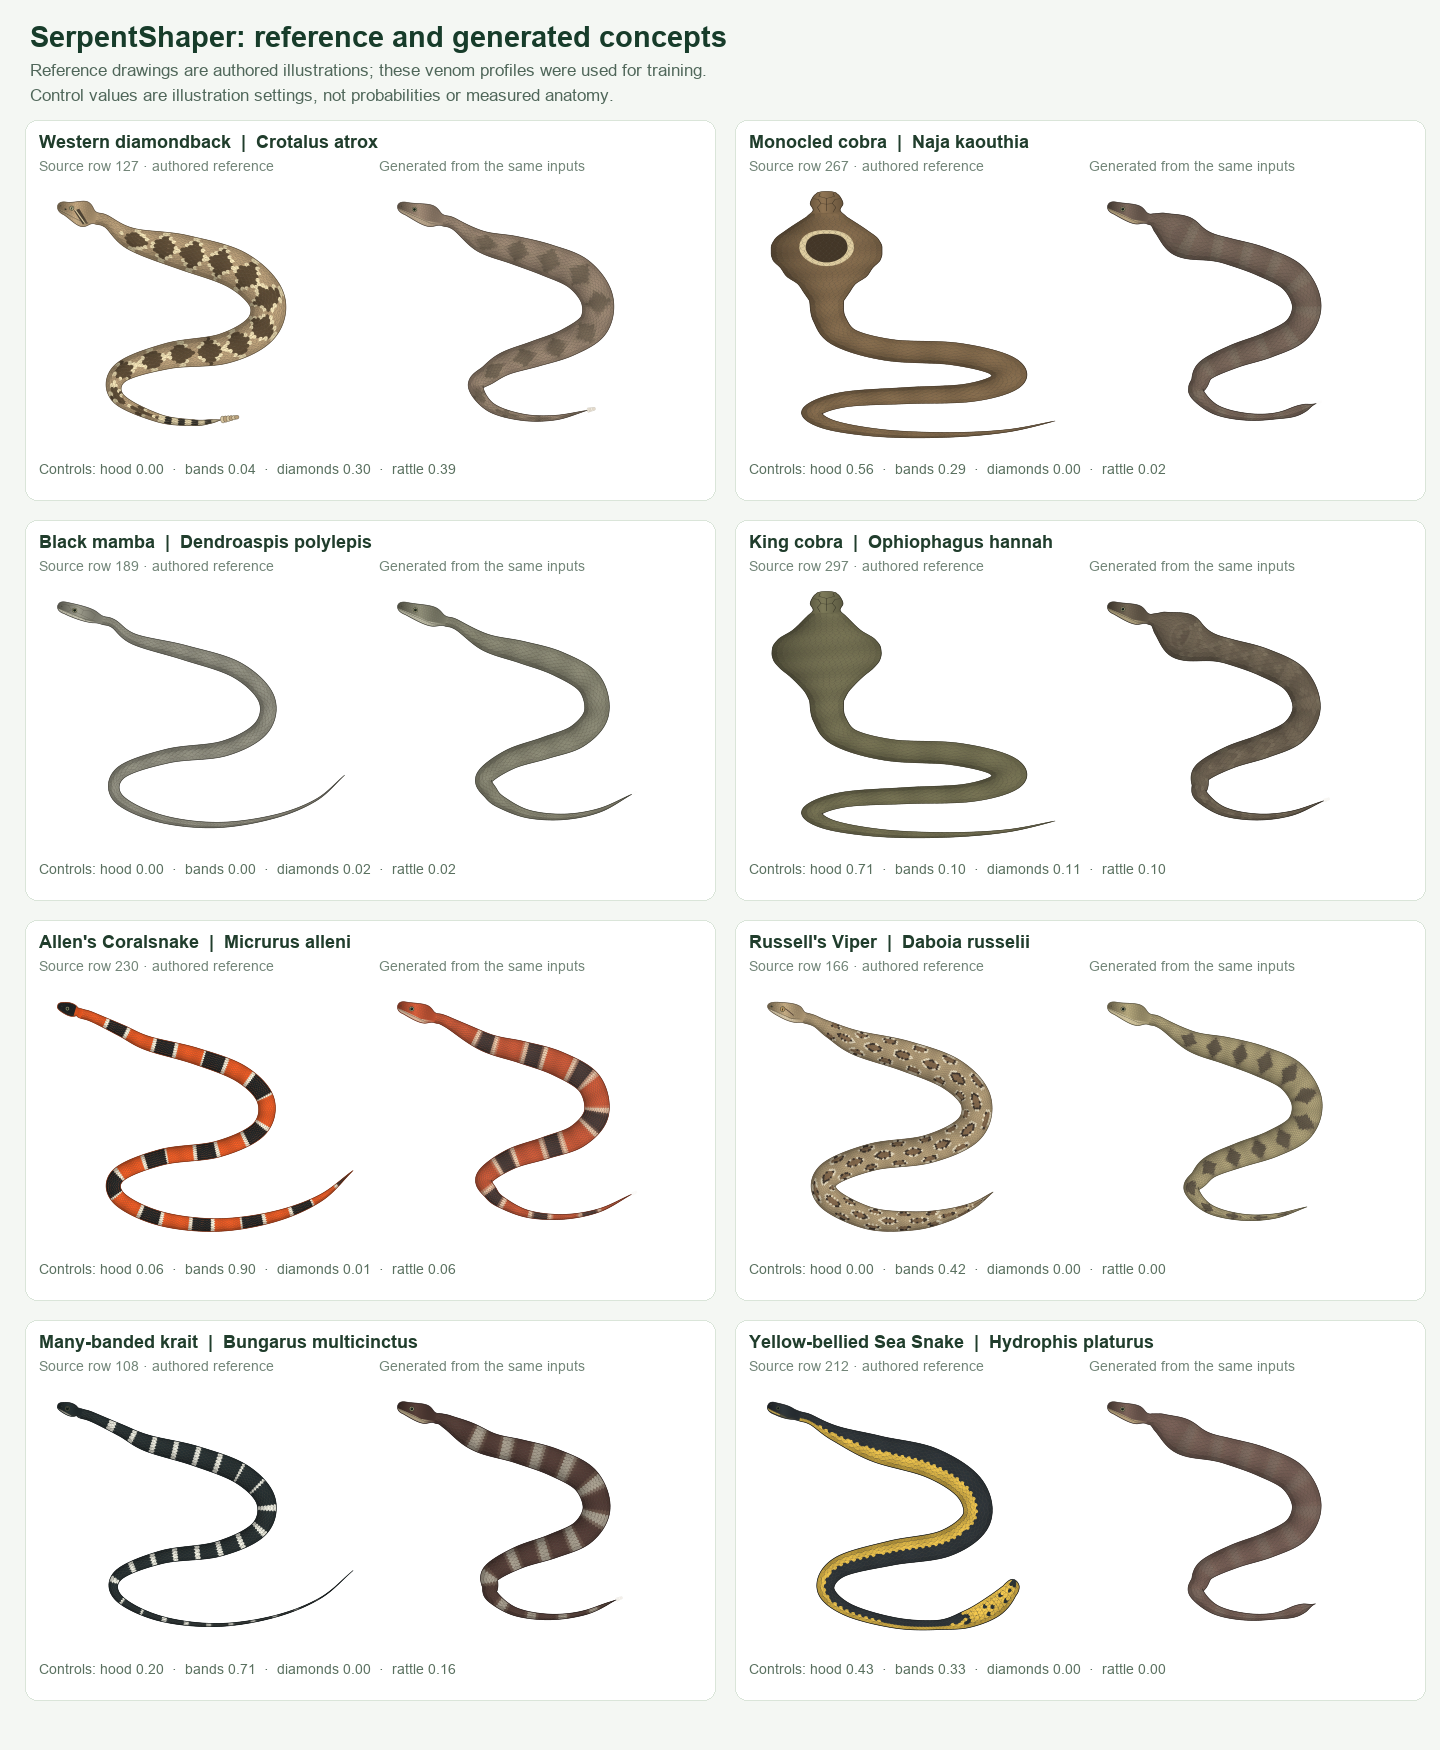 SerpentShaper: reference and generated concepts
Reference drawings are authored illustrations; these venom profiles were used for training.
Control values are illustration settings, not probabilities or measured anatomy.
Western diamondback | Crotalus atrox
Source row 127 · authored reference
Generated from the same inputs
Controls: hood 0.00 · bands 0.04 · diamonds 0.30 · rattle 0.39
Monocled cobra | Naja kaouthia
Source row 267 · authored reference
Generated from the same inputs
Controls: hood 0.56 · bands 0.29 · diamonds 0.00 · rattle 0.02
Black mamba | Dendroaspis polylepis
Source row 189 · authored reference
Generated from the same inputs
Controls: hood 0.00 · bands 0.00 · diamonds 0.02 · rattle 0.02
King cobra | Ophiophagus hannah
Source row 297 · authored reference
Generated from the same inputs
Controls: hood 0.71 · bands 0.10 · diamonds 0.11 · rattle 0.10
Allen's Coralsnake | Micrurus alleni
Source row 230 · authored reference
Generated from the same inputs
Controls: hood 0.06 · bands 0.90 · diamonds 0.01 · rattle 0.06
Russell's Viper | Daboia russelii
Source row 166 · authored reference
Generated from the same inputs
Controls: hood 0.00 · bands 0.42 · diamonds 0.00 · rattle 0.00
Many-banded krait | Bungarus multicinctus
Source row 108 · authored reference
Generated from the same inputs
Controls: hood 0.20 · bands 0.71 · diamonds 0.00 · rattle 0.16
Yellow-bellied Sea Snake | Hydrophis platurus
Source row 212 · authored reference
Generated from the same inputs
Controls: hood 0.43 · bands 0.33 · diamonds 0.00 · rattle 0.00